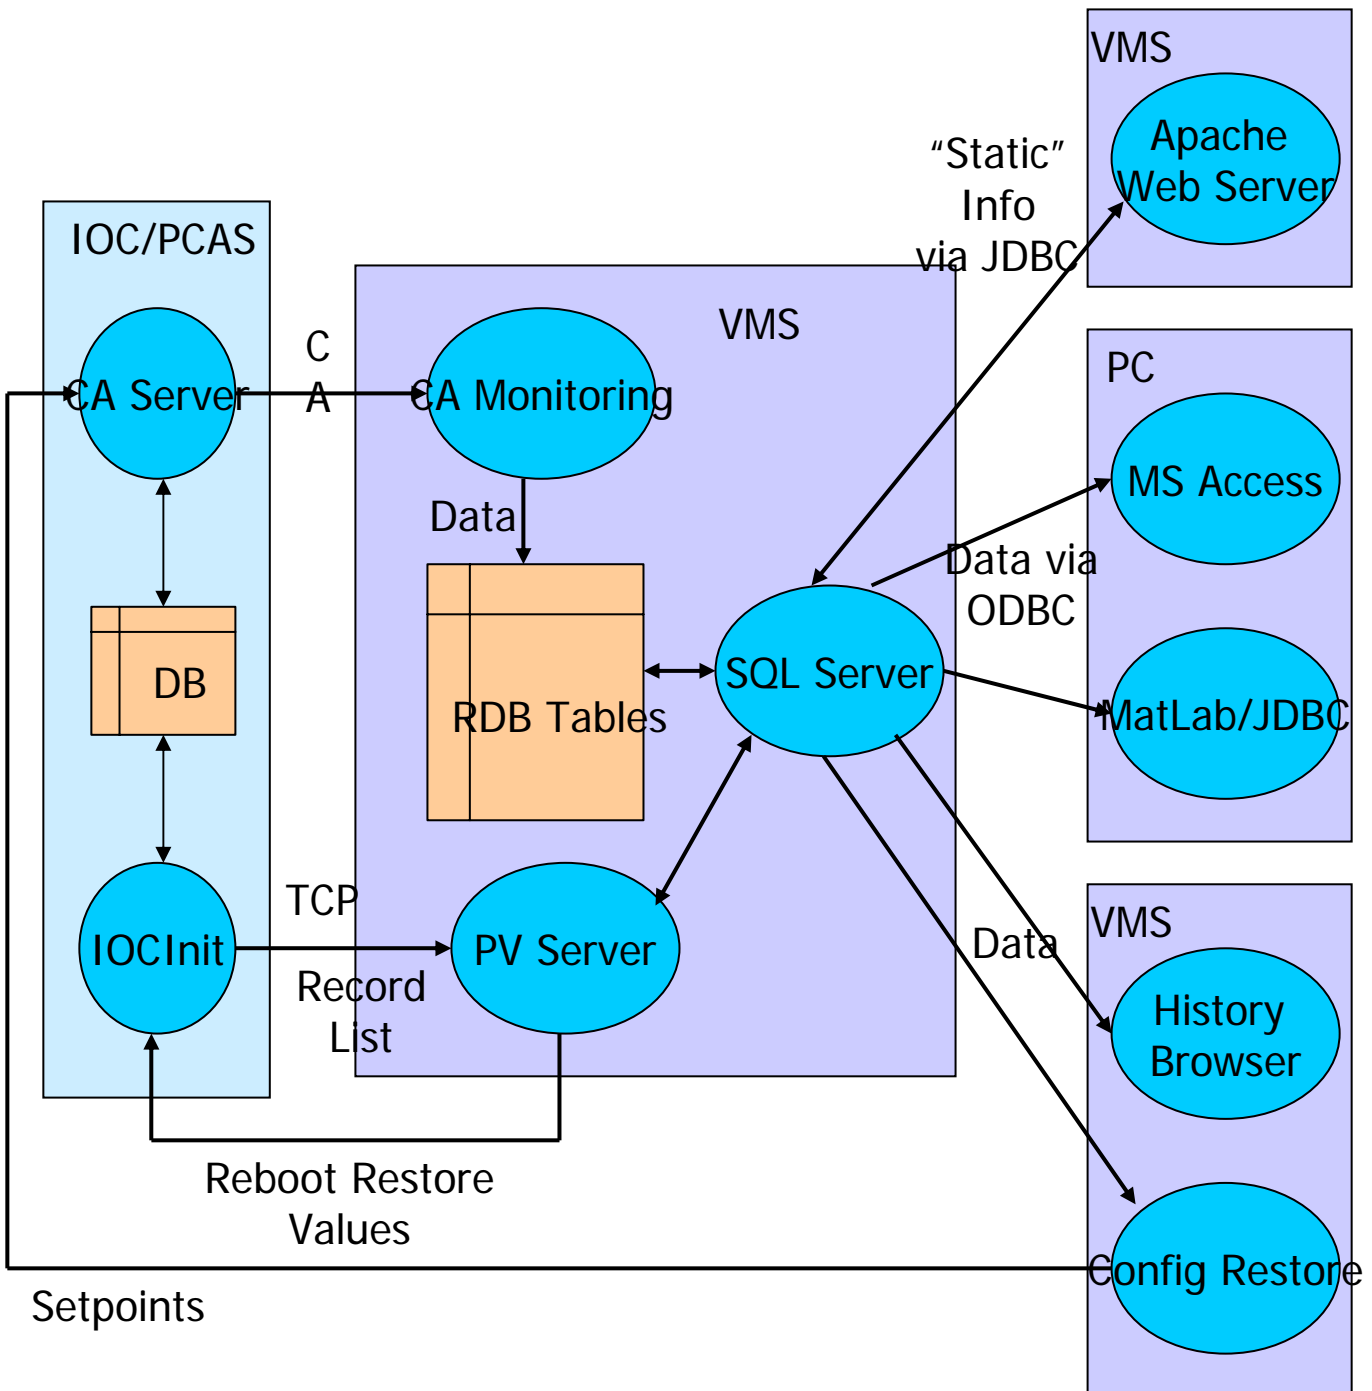 VMS
Apache
Web Server
“Static”
Info
via JDBC
IOC/PCAS
VMS
C
A
CA Server
CA Monitoring
PC
MS Access
Data
Data via
ODBC
DB
RDB Tables
SQL Server
MatLab/JDBC
TCP
IOCInit
PV Server
Record
List
Data
VMS
History
Browser
Reboot Restore
Values
Config Restore
Setpoints